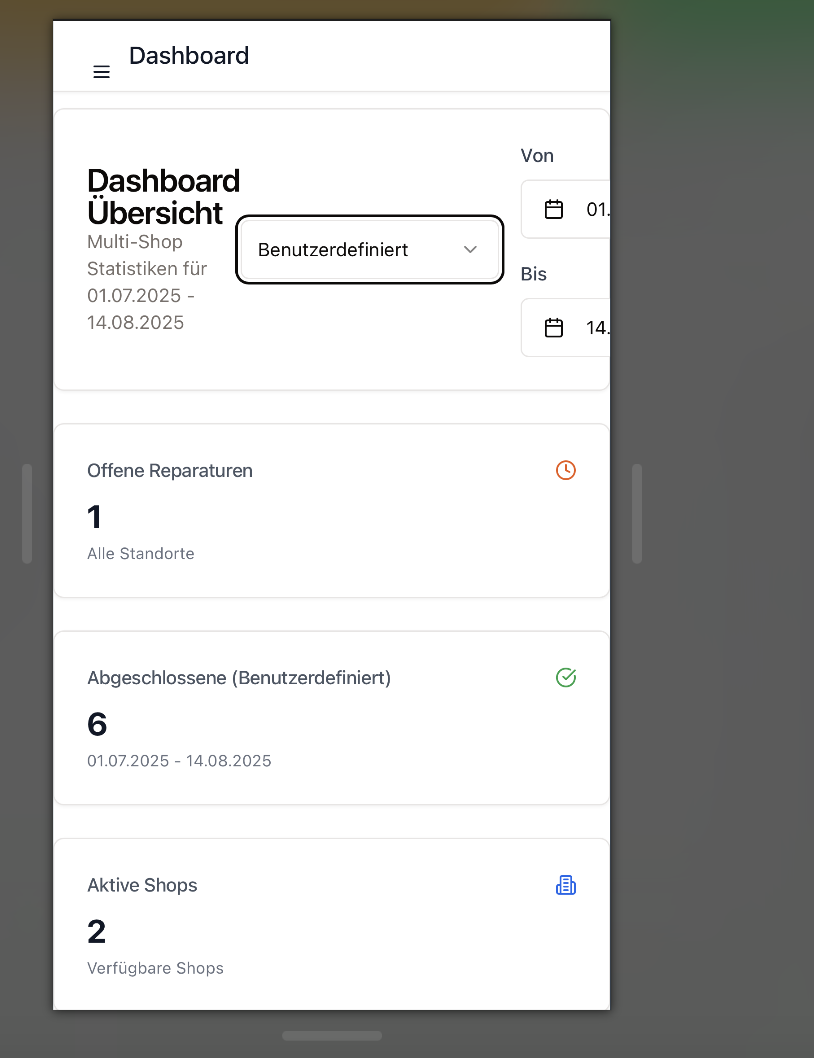 Dashboard
Dashboard
Übersicht
Multi-Shop
Statistiken für
01.07.2025 -
14.08.2025
Benutzerdefiniert
Von
01.
Bis
14.
Offene Reparaturen
1
Alle Standorte
Abgeschlossene (Benutzerdefiniert)
6
01.07.2025 - 14.08.2025
Aktive Shops
2
Verfügbare Shops